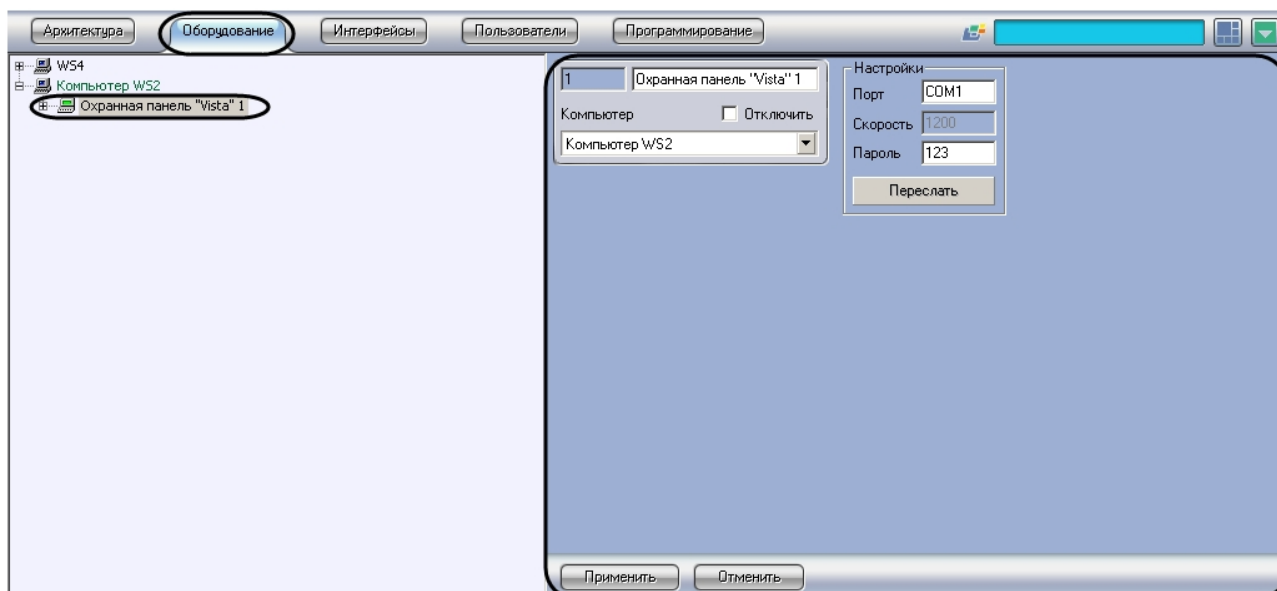 Архитектура Оборудование Интерфейсы Пользователи Программирование
WS4
Компьютер WS2
Охранная панель "Vista" 1
1 Охранная панель "Vista" 1
Компьютер Отключить
Компьютер WS2
Настройки
Порт COM1
Скорость 1200
Пароль 123
Переслать
Применить Отменить